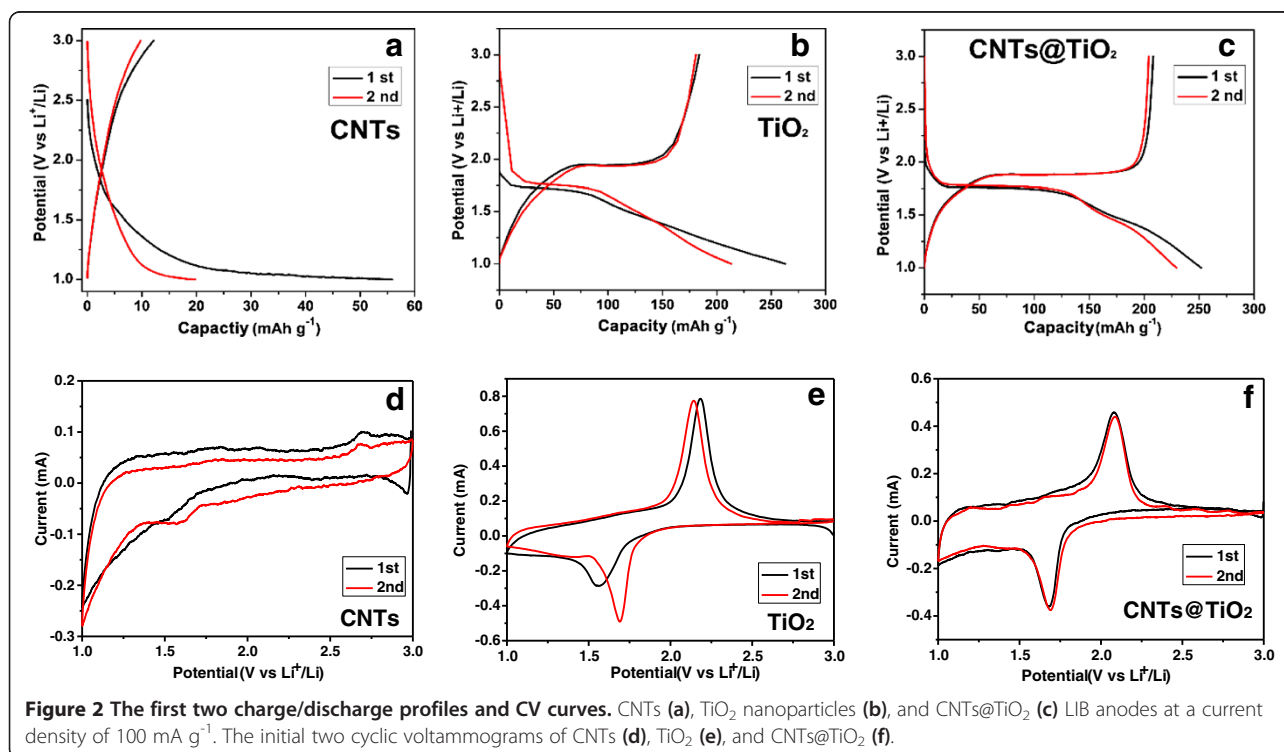 a
3.0
2.5
2.0
1.5
1.0
Potential (V vs Li⁺/Li)
1 st
2 nd
CNTs
0 10 20 30 40 50 60
Capactiy (mAh g⁻¹)
b
3.0
2.5
2.0
1.5
1.0
Potential (V vs Li+/Li)
1 st
2 nd
TiO₂
0 50 100 150 200 250 300
Capacity (mAh g⁻¹)
CNTs@TiO₂
c
3.0
2.5
2.0
1.5
1.0
Potential (V vs Li+/Li)
1 st
2 nd
0 50 100 150 200 250 300
Capacity(mAh g⁻¹)
d
0.2
0.1
0.0
-0.1
-0.2
-0.3
Current (mA)
1st
2nd
CNTs
1.0 1.5 2.0 2.5 3.0
Potential(V vs Li⁺/Li)
e
0.8
0.4
0.0
-0.4
-0.8
Current (mA)
1st
2nd
TiO₂
1.0 1.5 2.0 2.5 3.0
Potential(V vs Li⁺/Li)
f
0.8
0.4
0.0
-0.4
0.6
Current (mA)
1st
2nd
CNTs@TiO₂
1.0 1.5 2.0 2.5 3.0
Potential(V vs Li⁺/Li)
Figure 2 The first two charge/discharge profiles and CV curves. CNTs (a), TiO₂ nanoparticles (b), and CNTs@TiO₂ (c) LIB anodes at a current
density of 100 mA g⁻¹. The initial two cyclic voltammograms of CNTs (d), TiO₂ (e), and CNTs@TiO₂ (f).